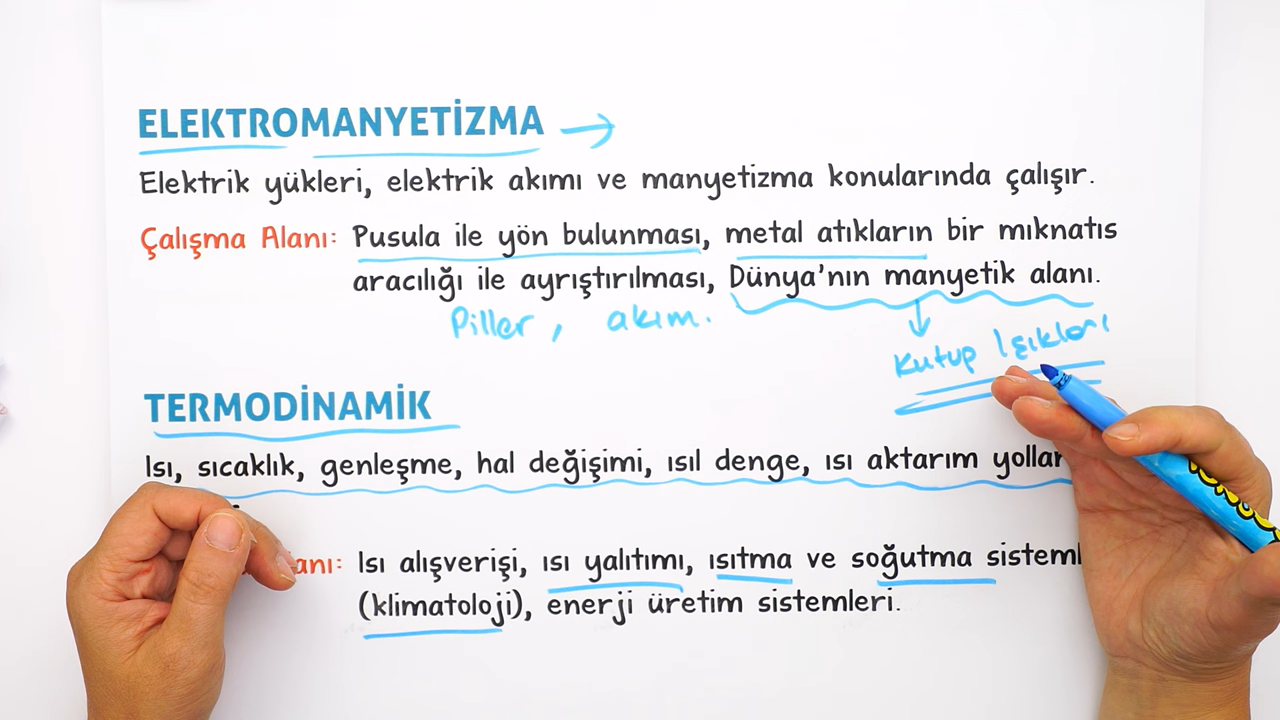 ELEKTROMANYETİZMA
Elektrik yükleri, elektrik akımı ve manyetizma konularında çalışır.
Çalışma Alanı: Pusula ile yön bulunması, metal atıkların bir mıknatıs
aracılığı ile ayrıştırılması, Dünya'nın manyetik alanı.
Piller, akım.
Kutup Işıkları
TERMODİNAMİK
Isı, sıcaklık, genleşme, hal değişimi, ısıl denge, ısı aktarım
Isı alışverişi, ısı yalıtımı, ısıtma ve soğutma
(klimatoloji), enerji üretim sistemleri.